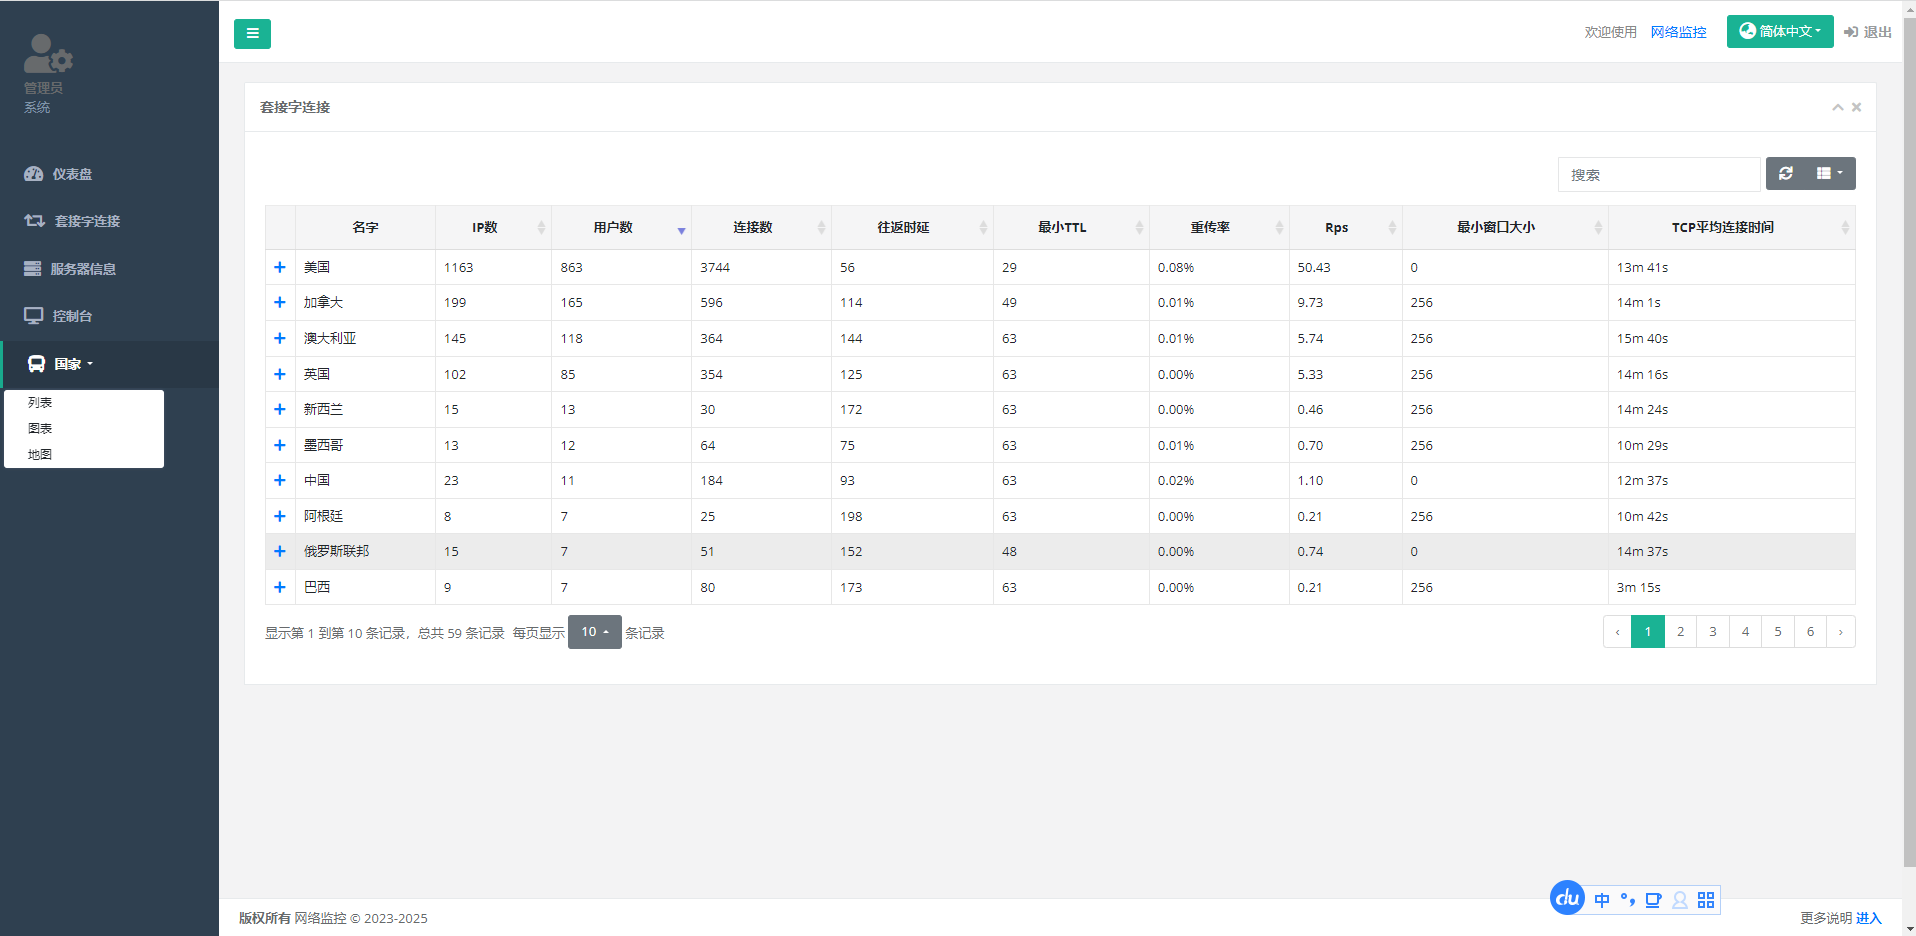 管理员
系统
仪表盘
套接字连接
服务器信息
控制台
国家
列表
图表
地图
欢迎使用 网络监控 简体中文 退出
套接字连接
搜索
名字 IP数 用户数 连接数 往返时延 最小TTL 重传率 Rps 最小窗口大小 TCP平均连接时间
美国 1163 863 3744 56 29 0.08% 50.43 0 13m 41s
加拿大 199 165 596 114 49 0.01% 9.73 256 14m 1s
澳大利亚 145 118 364 144 63 0.01% 5.74 256 15m 40s
英国 102 85 354 125 63 0.00% 5.33 256 14m 16s
新西兰 15 13 30 172 63 0.00% 0.46 256 14m 24s
墨西哥 13 12 64 75 63 0.01% 0.70 256 10m 29s
中国 23 11 184 93 63 0.02% 1.10 0 12m 37s
阿根廷 8 7 25 198 63 0.00% 0.21 256 10m 42s
俄罗斯联邦 15 7 51 152 48 0.00% 0.74 0 14m 37s
巴西 9 7 80 173 63 0.00% 0.21 256 3m 15s
显示第 1 到第 10 条记录，总共 59 条记录 每页显示 10 条记录
‹ 1 2 3 4 5 6 ›
du 中 °,
版权所有 网络监控 © 2023-2025
更多说明 进入